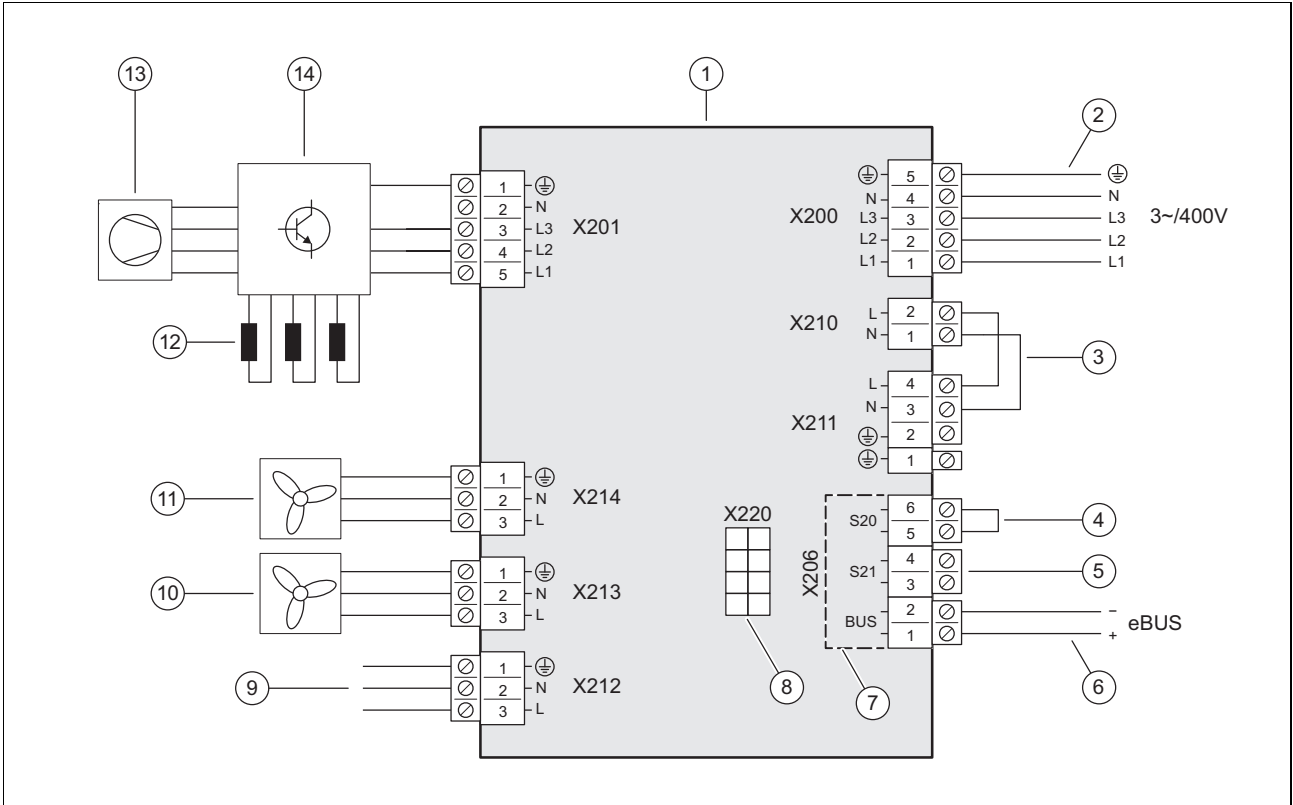 13
14
1
2
1
2 N
3 L3
4 L2
5 L1
X201
X200
5
N 4
L3 3
L2 2
L1 1
N
L3
L2
L1
3~/400V
12
X210
L 2
N 1
3
X211
L 4
N 3
2
1
11
1
2 N
3 L
X214
10
1
2 N
3 L
X213
9
1
2 N
3 L
X212
X220
8
X206
S20
6
5
4
S21
4
3
5
BUS
2
1
−
+
eBUS
7
6